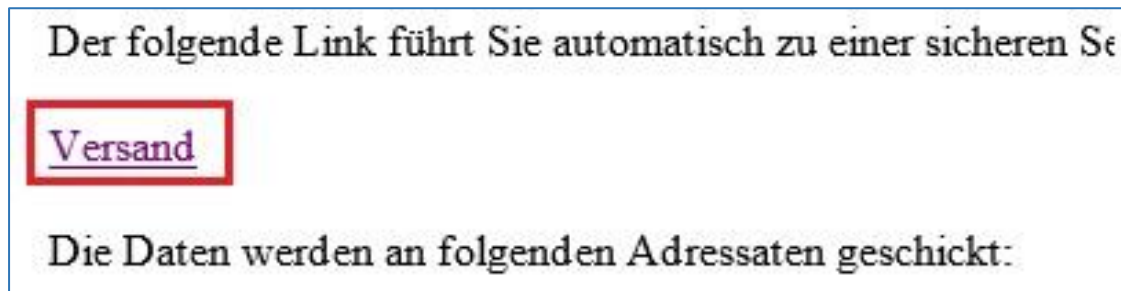 Der folgende Link führt Sie automatisch zu einer sicheren
Versand
Die Daten werden an folgenden Adressaten geschickt: